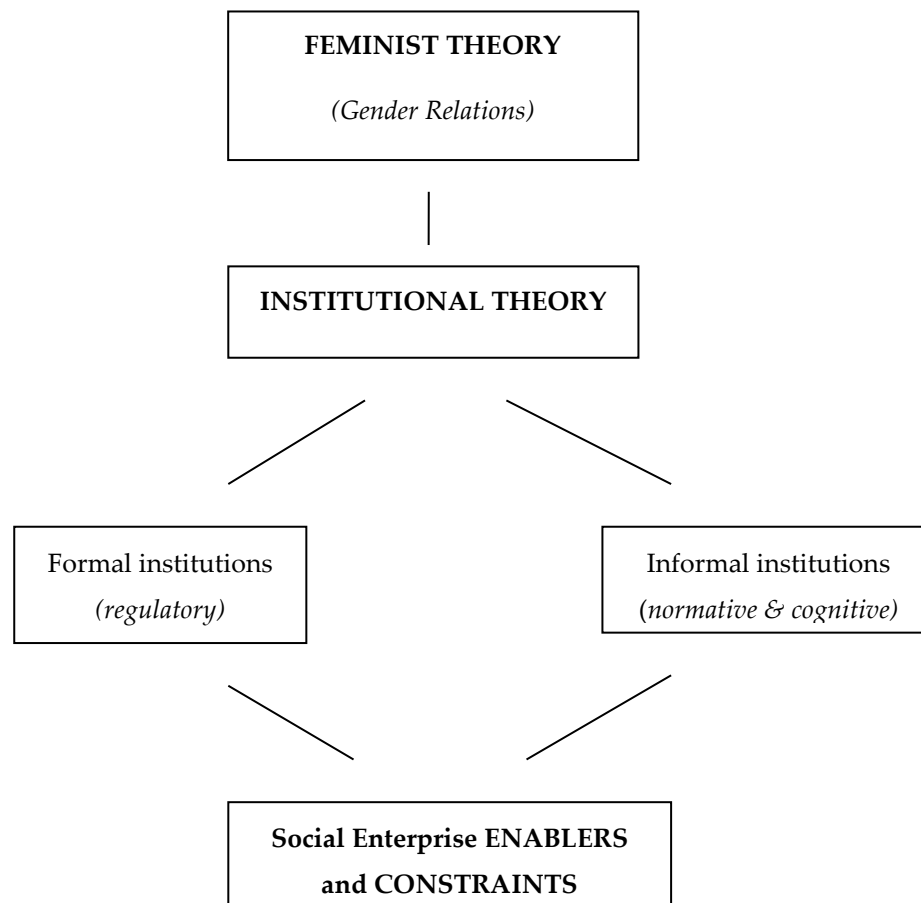 FEMINIST THEORY
(Gender Relations)
INSTITUTIONAL THEORY
Formal institutions
(regulatory)
Informal institutions
(normative & cognitive)
Social Enterprise ENABLERS
and CONSTRAINTS